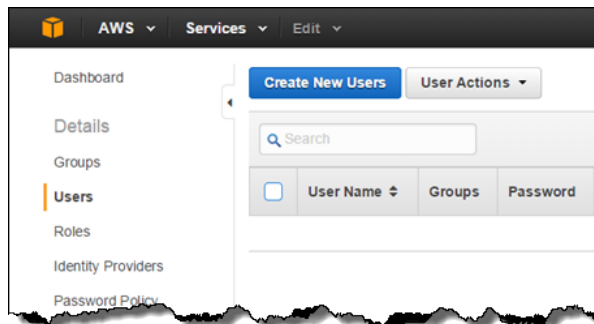 AWS Services Edit
Dashboard
Details
Groups
Users
Roles
Identity Providers
Password Policy
Create New Users User Actions
Search
User Name Groups Password